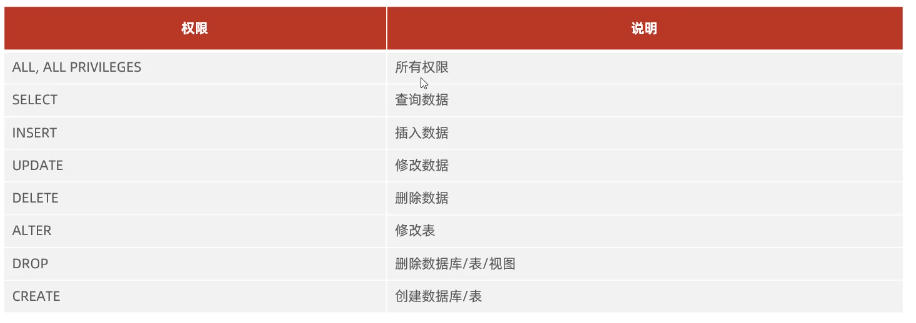 权限 说明
ALL, ALL PRIVILEGES 所有权限
SELECT 查询数据
INSERT 插入数据
UPDATE 修改数据
DELETE 删除数据
ALTER 修改表
DROP 删除数据库/表/视图
CREATE 创建数据库/表